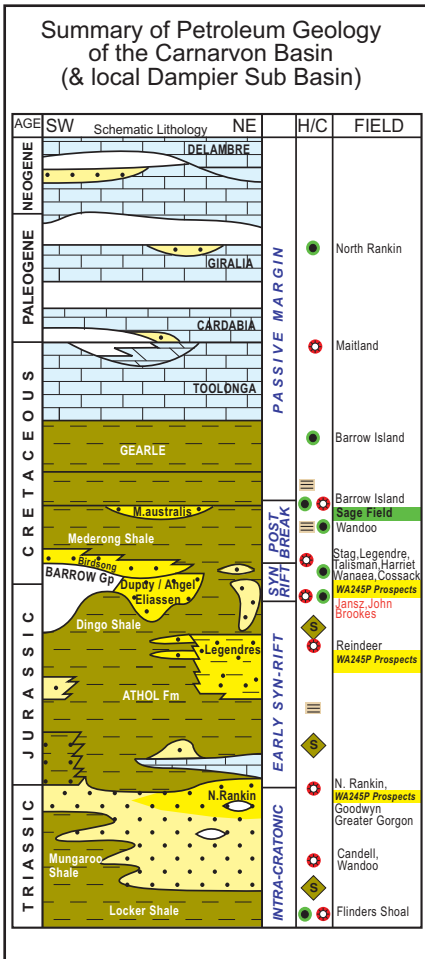 Summary of Petroleum Geology
of the Carnarvon Basin
(& local Dampier Sub Basin)
AGE SW Schematic Lithology NE H/C FIELD
NEOGENE
PALEOGENE
CRETACEOUS
JURASSIC
TRIASSIC
DELAMBRE
GIRALIA
CARDABIA
TOOLONGA
GEARLE
M.australis
Mederong Shale
Birdsong
BARROW Gp
Dupuy / Angel
Eliassen
Dingo Shale
Legendres
ATHOL Fm
N.Rankin
Mungaroo
Shale
Locker Shale
PASSIVE MARGIN
POST
BREAK
SYN
RIFT
EARLY SYN-RIFT
INTRA-CRATONIC
S
S
S
North Rankin
Maitland
Barrow Island
Barrow Island
Sage Field
Wandoo
Stag,Legendre,
Talisman,Harriet
Wanaea,Cossack
WA245P Prospects
Jansz,John
Brookes
Reindeer
WA245P Prospects
N. Rankin,
WA245P Prospects
Goodwyn
Greater Gorgon
Candell,
Wandoo
Flinders Shoal